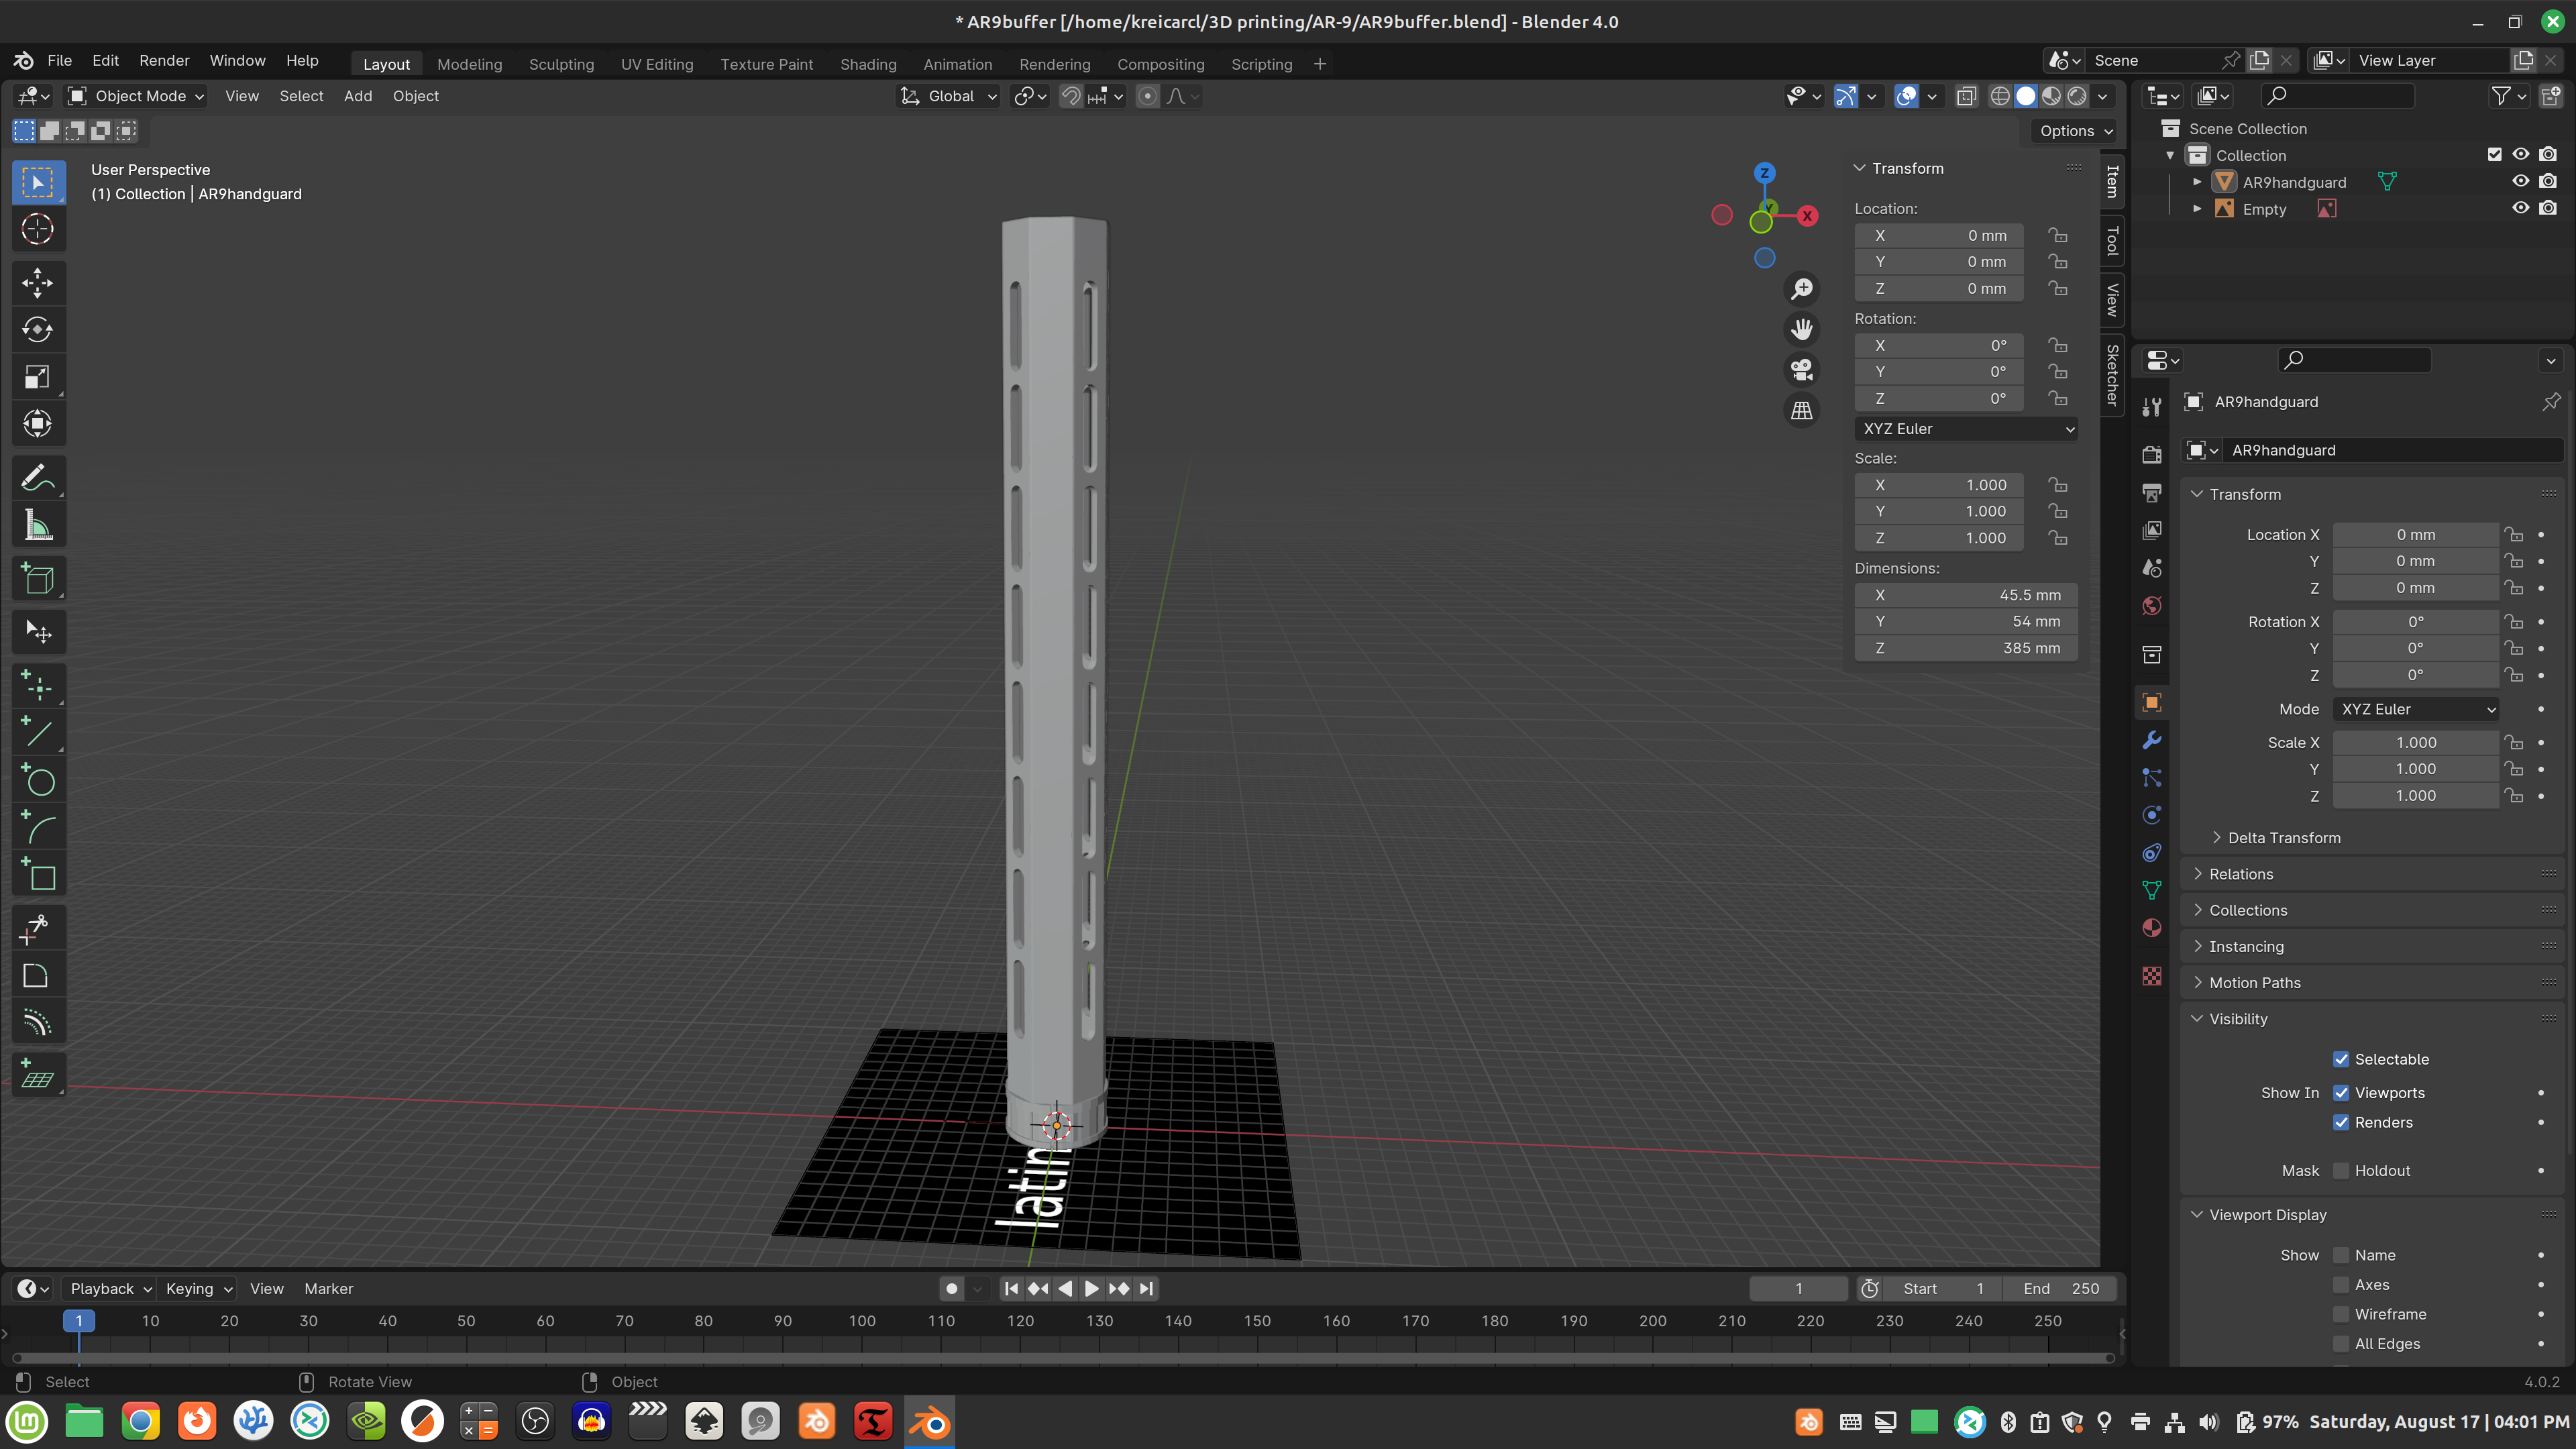 * AR9buffer [/home/kreicarcl/3D printing/AR-9/AR9buffer.blend] - Blender 4.0
File Edit Render Window Help Layout Modeling Sculpting UV Editing Texture Paint Shading Animation Rendering Compositing Scripting + Scene View Layer
Object Mode View Select Add Object Global
Options
User Perspective
(1) Collection | AR9handguard
Z
Y
X
Transform
Location:
X 0 mm
Y 0 mm
Z 0 mm
Rotation:
X 0°
Y 0°
Z 0°
XYZ Euler
Scale:
X 1.000
Y 1.000
Z 1.000
Dimensions:
X 45.5 mm
Y 54 mm
Z 385 mm
Item
Tool
View
Sketcher
Scene Collection
Collection
AR9handguard
Empty
AR9handguard
AR9handguard
Transform
Location X 0 mm
Y 0 mm
Z 0 mm
Rotation X 0°
Y 0°
Z 0°
Mode XYZ Euler
Scale X 1.000
Y 1.000
Z 1.000
Delta Transform
Relations
Collections
Instancing
Motion Paths
Visibility
Selectable
Show In Viewports
Renders
Mask Holdout
Viewport Display
Show Name
Axes
Wireframe
All Edges
latin
Playback Keying View Marker 1 Start 1 End 250
1 10 20 30 40 50 60 70 80 90 100 110 120 130 140 150 160 170 180 190 200 210 220 230 240 250
Select Rotate View Object 4.0.2
97% Saturday, August 17 | 04:01 PM